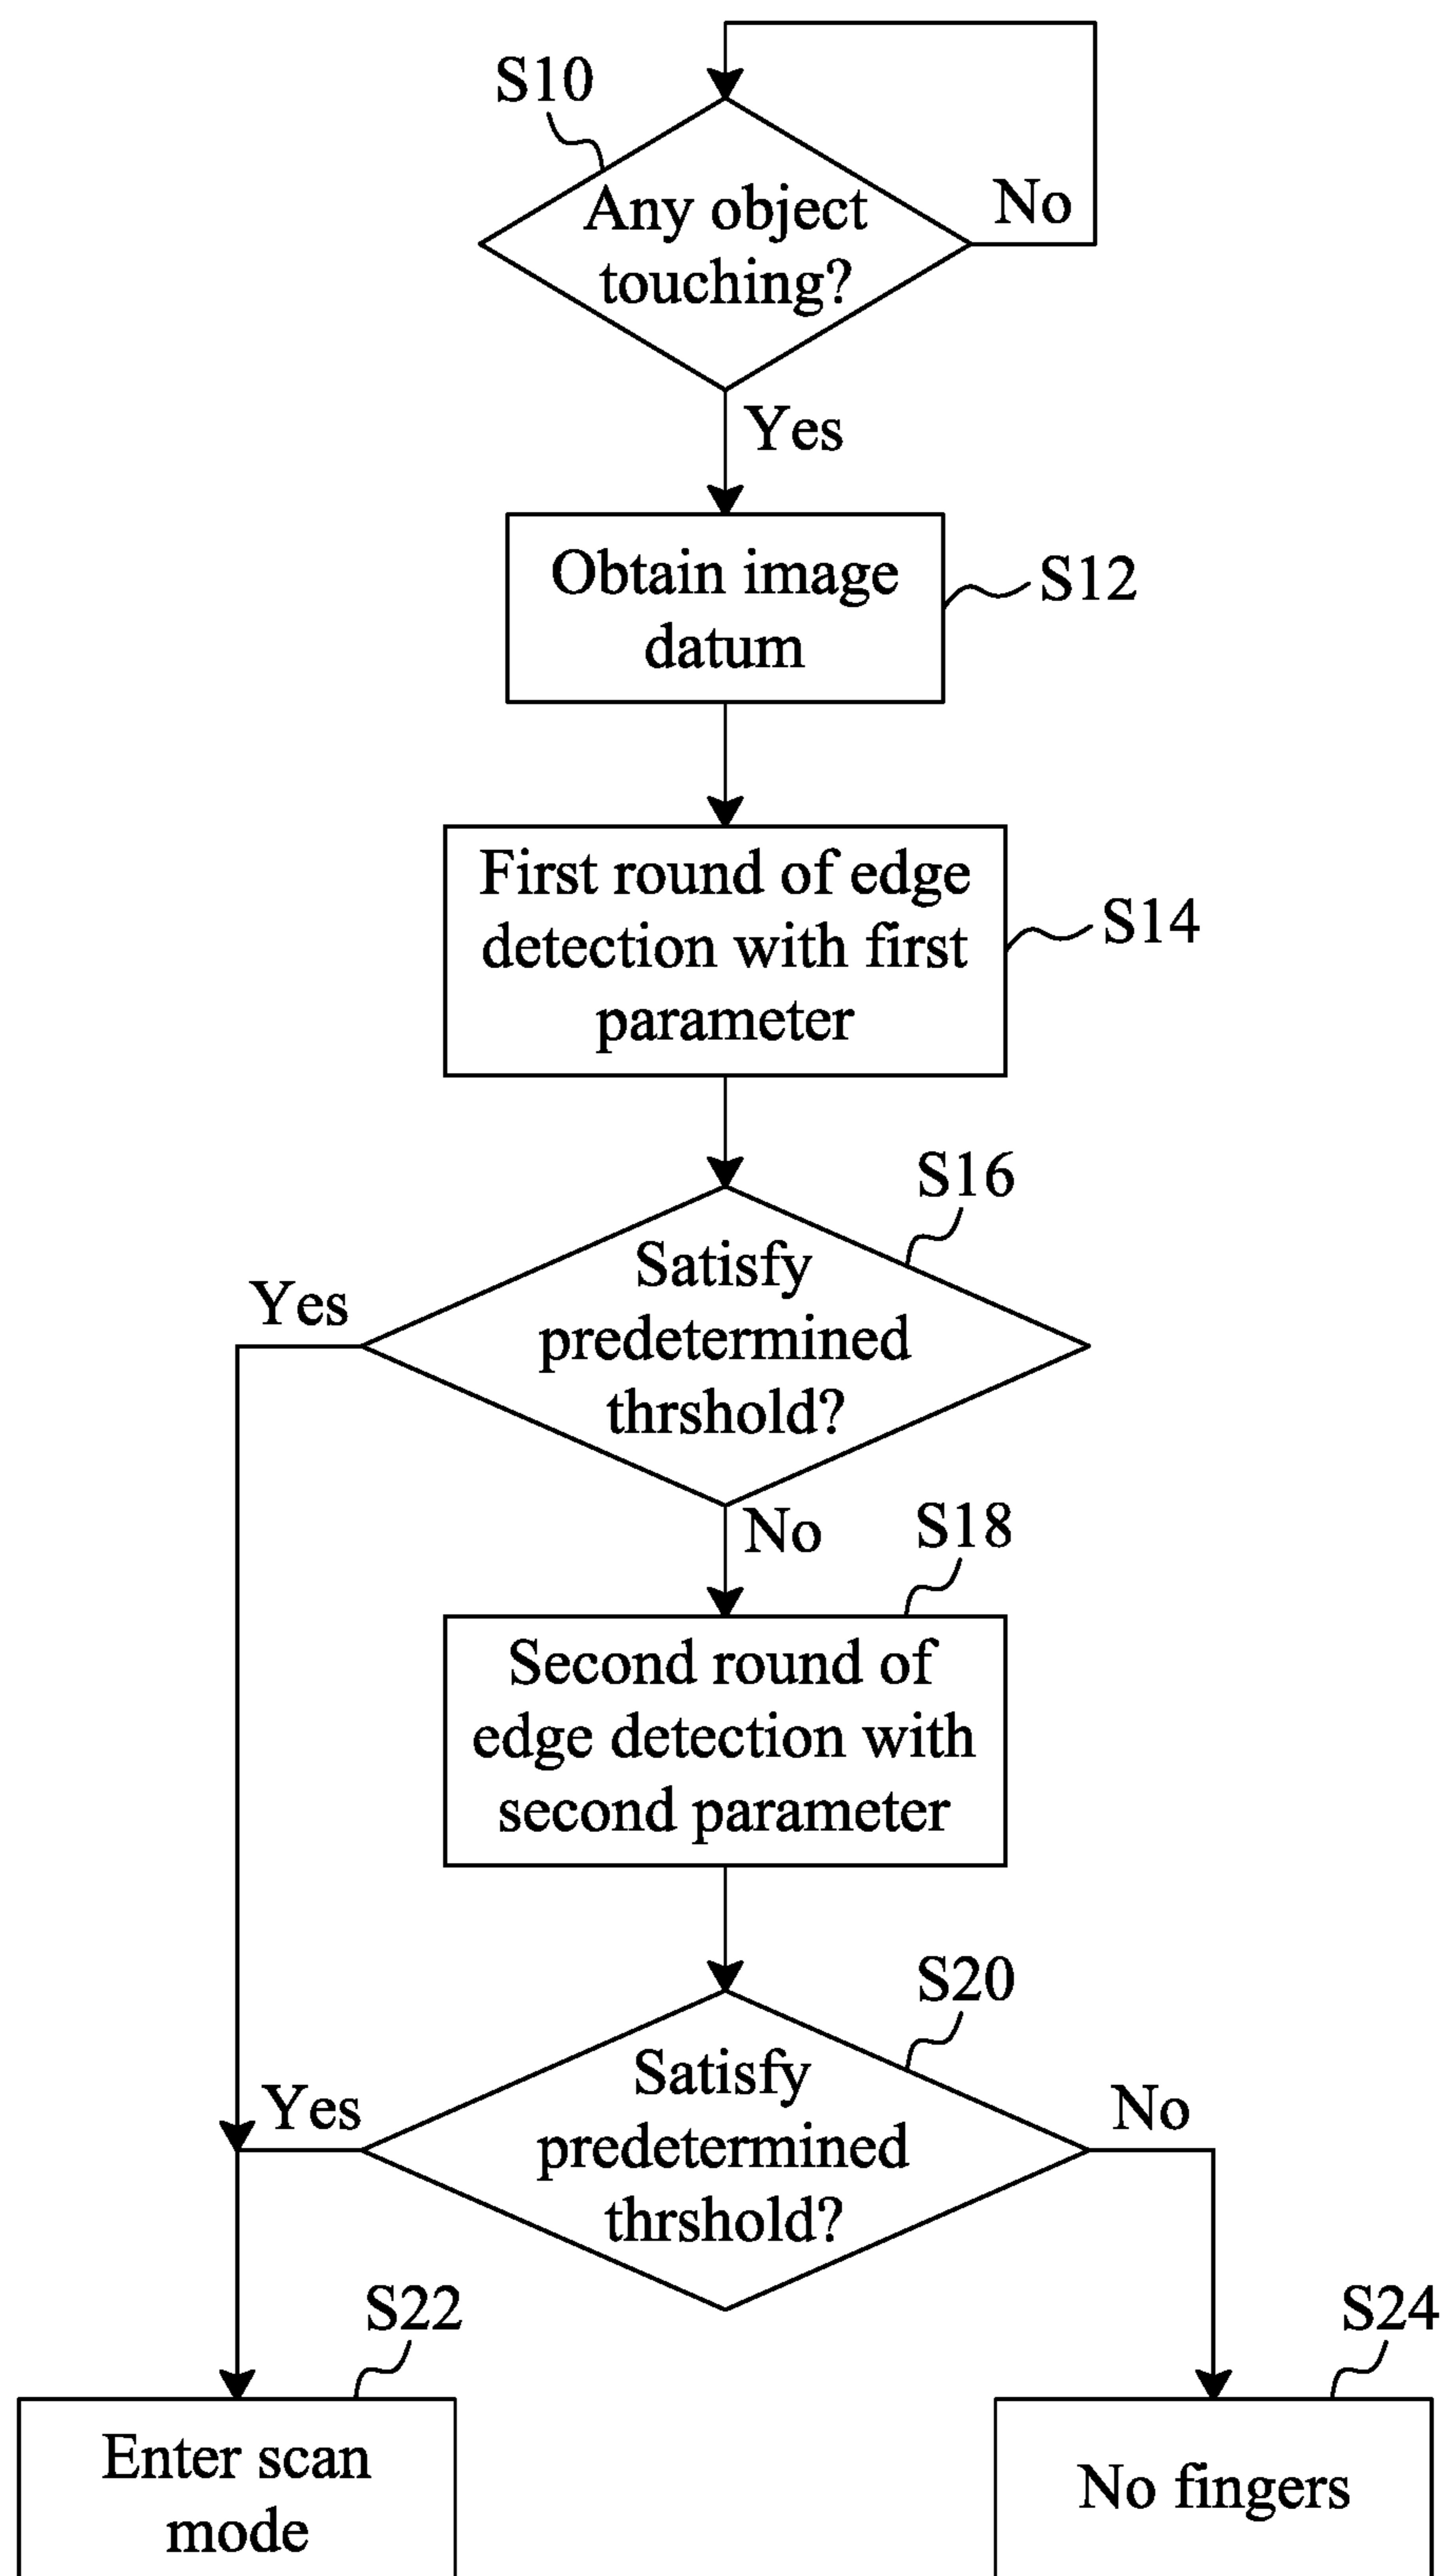 S10
Any object
touching?
No
Yes
Obtain image
datum
S12
First round of edge
detection with first
parameter
S14
S16
Satisfy
predetermined
thrshold?
Yes
No
S18
Second round of
edge detection with
second parameter
S20
Satisfy
predetermined
thrshold?
Yes
No
S22
Enter scan
mode
S24
No fingers